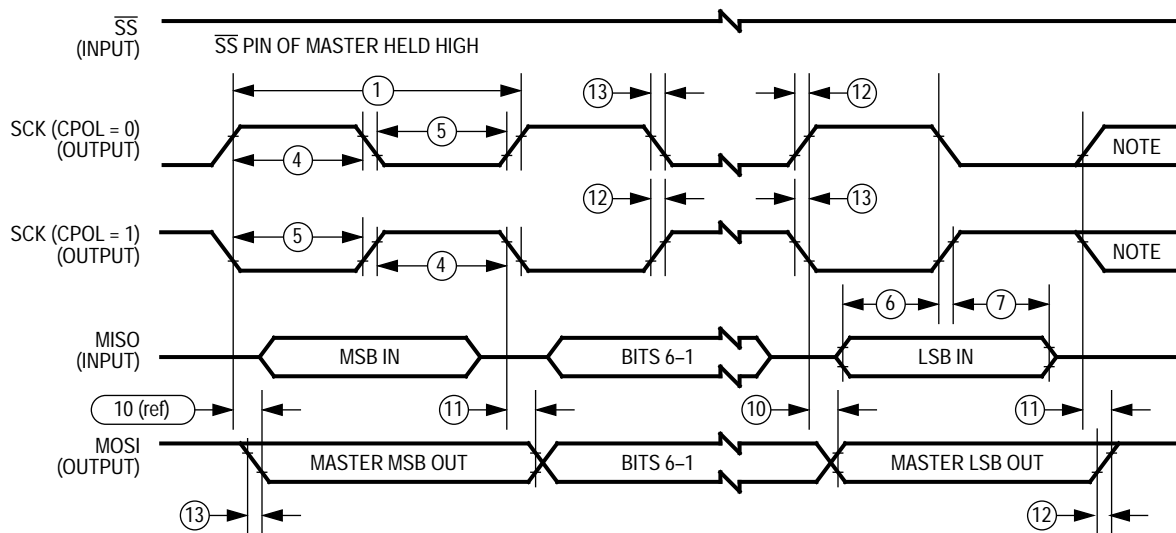 SS
(INPUT)
SS PIN OF MASTER HELD HIGH
1
13
12
SCK (CPOL = 0)
(OUTPUT)
5
4
NOTE
12
13
SCK (CPOL = 1)
(OUTPUT)
5
4
NOTE
6
7
MISO
(INPUT)
MSB IN
BITS 6–1
LSB IN
10 (ref)
11
10
11
MOSI
(OUTPUT)
MASTER MSB OUT
BITS 6–1
MASTER LSB OUT
13
12